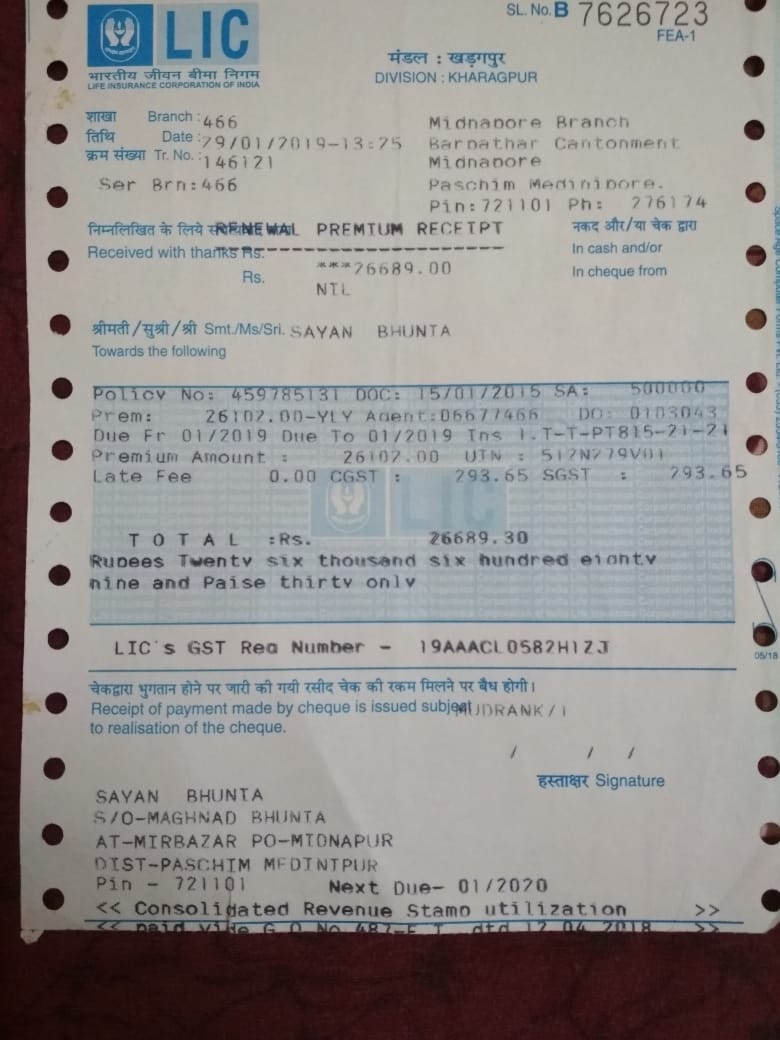 SL. No. B 7626723
FEA-1
LIC
भारतीय जीवन बीमा निगम
LIFE INSURANCE CORPORATION OF INDIA
मंडल : खड़गपुर
DIVISION : KHARAGPUR
शाखा Branch : 466 Midnapore Branch
तिथि Date : 29/01/2019-13:25 Barpathar Cantonment
क्रम संख्या Tr. No. : 146121 Midnapore
Ser Brn:466 Paschim Medinipore.
Pin:721101 Ph: 276174
निम्नलिखित के लिये RENEWAL PREMIUM RECEIPT नकद और/या चेक द्वारा
Received with thanks Rs. In cash and/or
Rs. ***26689.00 In cheque from
NIL
श्रीमती/सुश्री/श्री Smt./Ms/Sri. SAYAN BHUNIA
Towards the following
Policy No: 459785131 DOC: 15/01/2015 SA: 500000
Prem: 26102.00-YLY Agent:06677466 DO: 0103043
Due Fr 01/2019 Due To 01/2019 Ins 1.T-T-PT815-21-21
Premium Amount : 26102.00 UIN : 512N279V01
Late Fee 0.00 CGST : 293.65 SGST : 293.65
LIC
T O T A L :Rs. 26689.30
Rupees Twenty six thousand six hundred eighty
nine and Paise thirty only
LIC's GST Reg Number - 19AAACL0582H1ZJ
05/18
चेकद्वारा भुगतान होने पर जारी की गयी रसीद चेक की रकम मिलने पर बैध होगी।
Receipt of payment made by cheque is issued subject MUDRANK/1
to realisation of the cheque.
/ / /
हस्ताक्षर Signature
SAYAN BHUNIA
S/O-MAGHNAD BHUNIA
AT-MIRBAZAR PO-MIDNAPUR
DIST-PASCHIM MEDINIPUR
Pin - 721101 Next Due- 01/2020
<< Consolidated Revenue Stamp utilization >>
<< paid vide G.O No 487-F.T. dtd 12.04.2018 >>